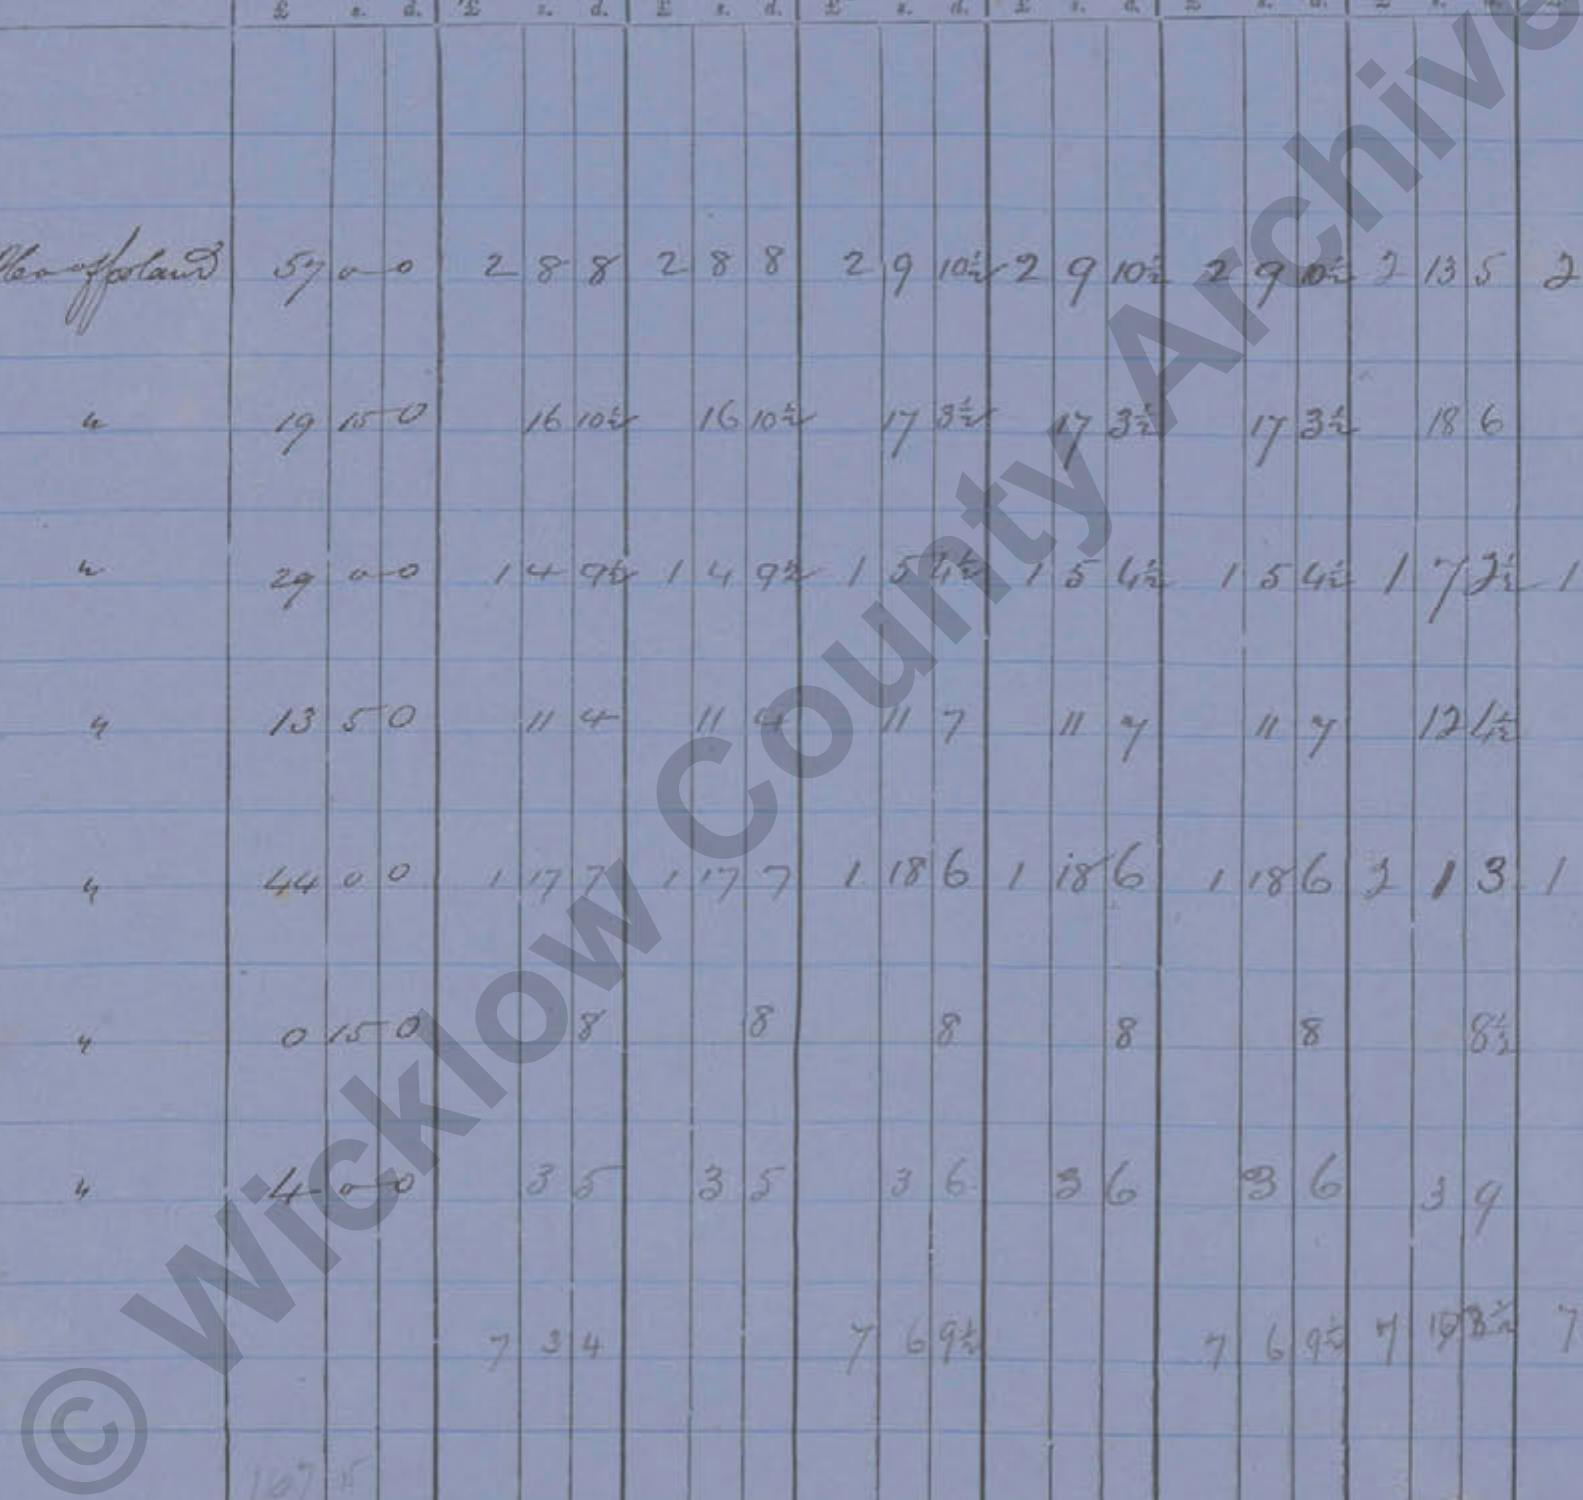 £ s. d. £ s. d. £ s. d. £ s. d. £ s. d. £ s. d. £ s.
57 0 0 2 8 8 2 8 8 2 9 10½ 2 9 10½ 2 9 10½ 2 13 5 2
" 19 15 0 16 10½ 16 10½ 17 3½ 17 3½ 17 3½ 18 6
" 29 0 0 1 4 9½ 1 4 9½ 1 5 4½ 1 5 4½ 1 5 4½ 1 7 2½ 1
" 13 5 0 11 4 11 4 11 7 11 7 11 7 12 4½
" 44 0 0 1 17 7 1 17 7 1 18 6 1 18 6 1 18 6 2 1 3 1
" 0 15 0 8 8 8 8 8 8½
" 4 0 0 3 5 3 5 3 6 3 6 3 6 3 9
7 3 4 7 6 9½ 7 6 9½ 7 7
167 15
© Wicklow County Archive